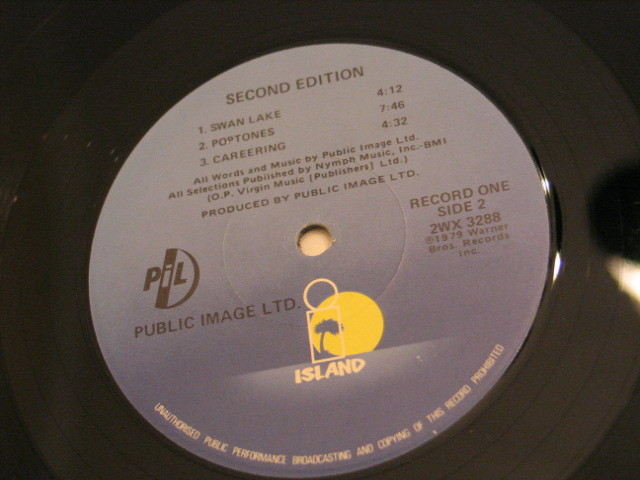 SECOND EDITION
1. SWAN LAKE 4:12
2. POPTONES 7:46
3. CAREERING 4:32
All Words and Music by Public Image Ltd.
All Selections Published by Nymph Music, Inc.-BMI
(O.P. Virgin Music [Publishers] Ltd.)
PRODUCED BY PUBLIC IMAGE LTD.
RECORD ONE
SIDE 2
2WX 3288
℗1979 Warner
Bros. Records
Inc.
PiL
PUBLIC IMAGE LTD.
ISLAND
UNAUTHORISED PUBLIC PERFORMANCE BROADCASTING AND COPYING OF THIS RECORD PROHIBITED